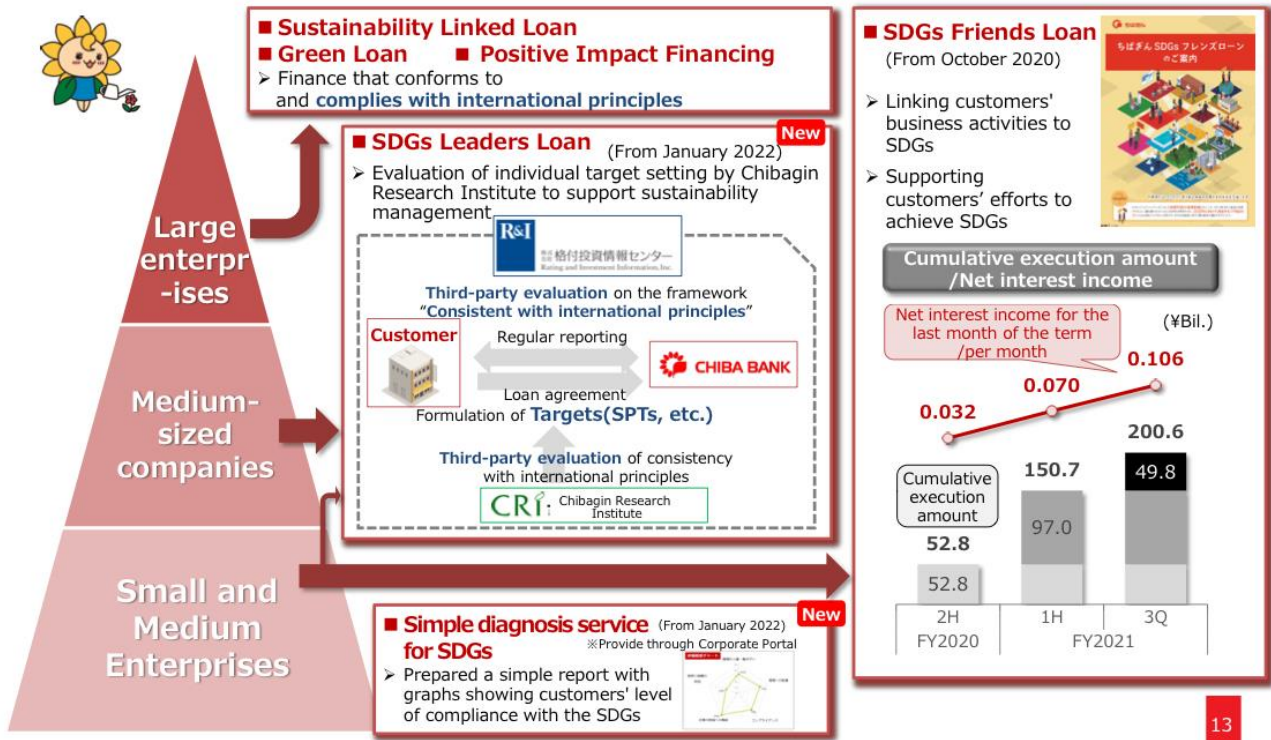 ■ Sustainability Linked Loan
■ Green Loan ■ Positive Impact Financing
➢ Finance that conforms to
and complies with international principles
■ SDGs Leaders Loan (From January 2022)
New
➢ Evaluation of individual target setting by Chibagin
Research Institute to support sustainability
management
R&I
株式会社 格付投資情報センター
Rating and Investment Information, Inc.
Third-party evaluation on the framework
“Consistent with international principles”
Customer
Regular reporting
CHIBA BANK
Loan agreement
Formulation of Targets(SPTs, etc.)
Third-party evaluation of consistency
with international principles
CRi
Chibagin Research
Institute
Large
enterpr
-ises
Medium-
sized
companies
Small and
Medium
Enterprises
■ Simple diagnosis service (From January 2022)
for SDGs ※Provide through Corporate Portal
New
➢ Prepared a simple report with
graphs showing customers' level
of compliance with the SDGs
■ SDGs Friends Loan
(From October 2020)
➢ Linking customers'
business activities to
SDGs
➢ Supporting
customers’ efforts to
achieve SDGs
ちばぎん SDGs フレンズローン
のご案内
Cumulative execution amount
/Net interest income
Net interest income for the
last month of the term
/per month
(¥Bil.)
0.032
0.070
0.106
Cumulative
execution
amount
52.8
150.7
200.6
52.8
97.0
49.8
2H
1H
3Q
FY2020
FY2021
13